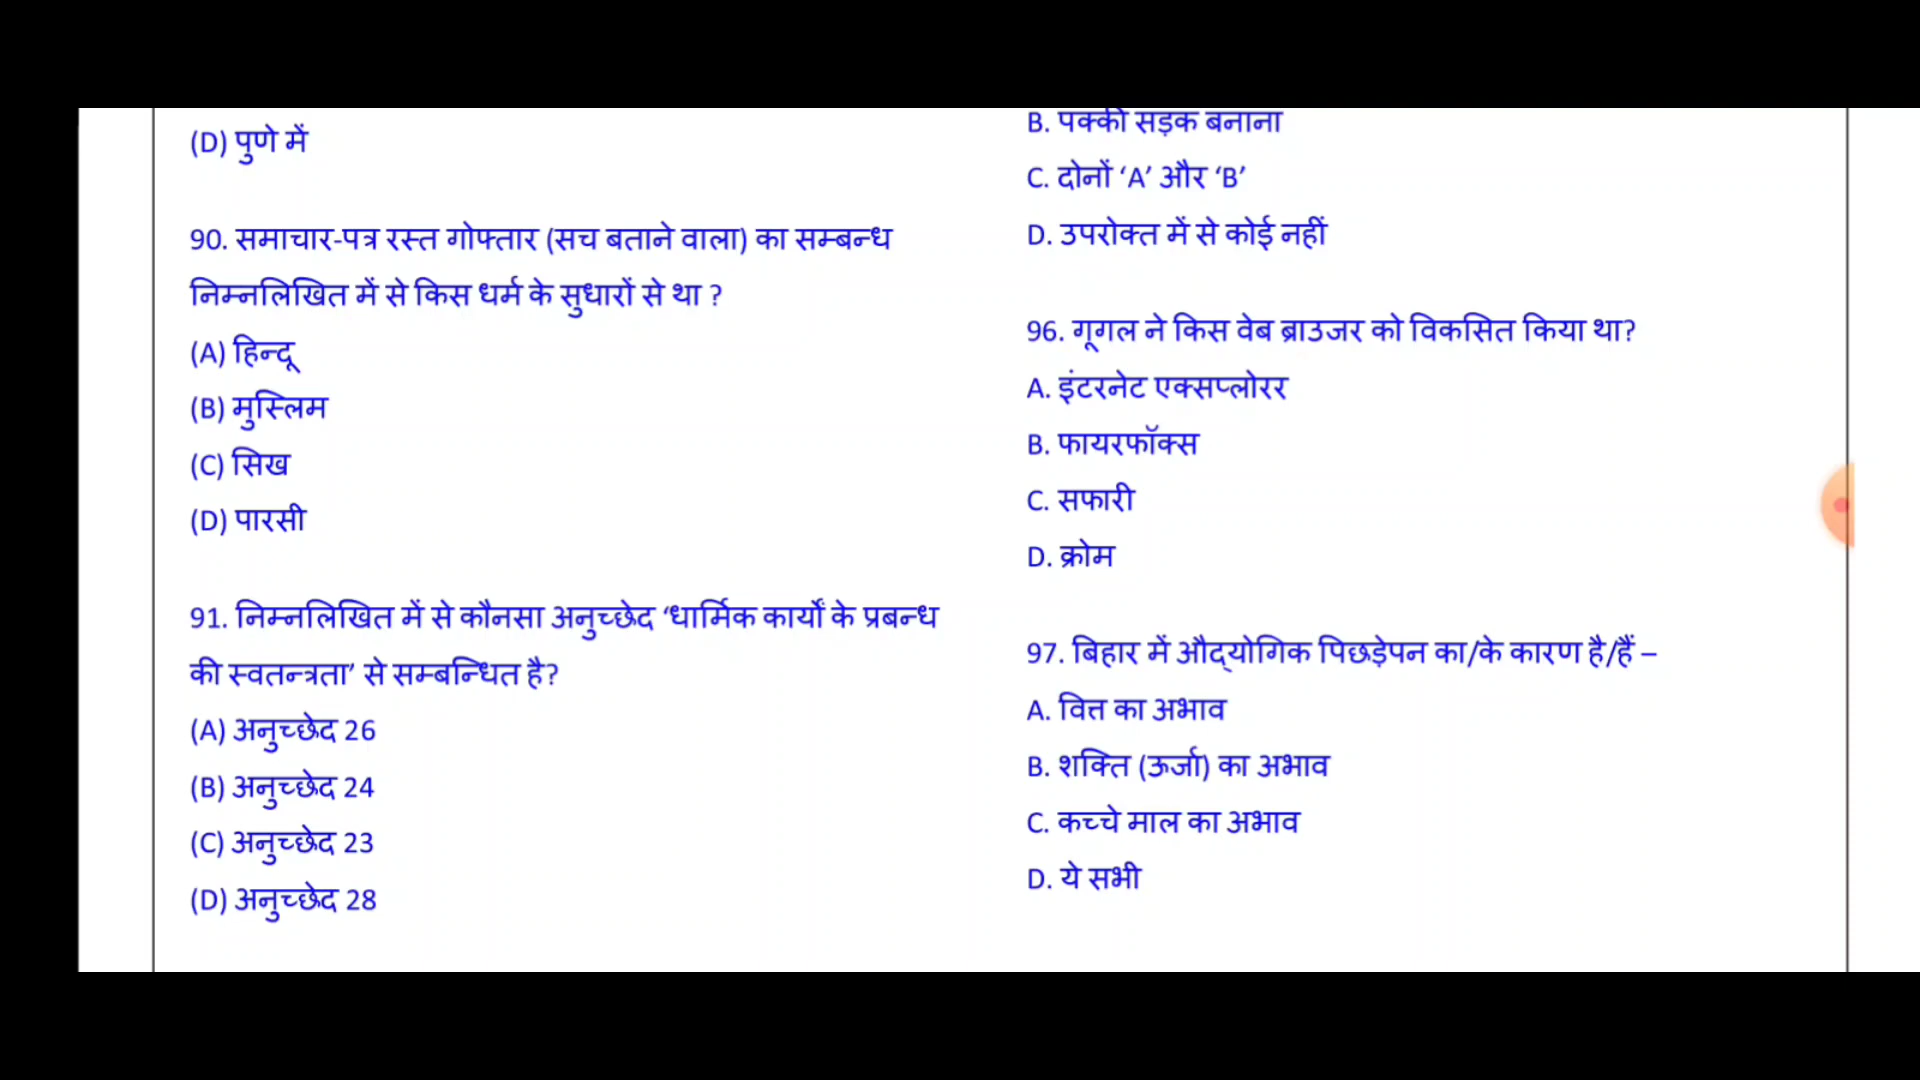 (D) पुणे में
90. समाचार-पत्र रस्त गोफ्तार (सच बताने वाला) का सम्बन्ध
निम्नलिखित में से किस धर्म के सुधारों से था ?
(A) हिन्दू
(B) मुस्लिम
(C) सिख
(D) पारसी
91. निम्नलिखित में से कौनसा अनुच्छेद ‘धार्मिक कार्यों के प्रबन्ध
की स्वतन्त्रता’ से सम्बन्धित है?
(A) अनुच्छेद 26
(B) अनुच्छेद 24
(C) अनुच्छेद 23
(D) अनुच्छेद 28
B. पक्की सड़क बनाना
C. दोनों ‘A’ और ‘B’
D. उपरोक्त में से कोई नहीं
96. गूगल ने किस वेब ब्राउजर को विकसित किया था?
A. इंटरनेट एक्सप्लोरर
B. फायरफॉक्स
C. सफारी
D. क्रोम
97. बिहार में औद्योगिक पिछड़ेपन का/के कारण है/हैं –
A. वित्त का अभाव
B. शक्ति (ऊर्जा) का अभाव
C. कच्चे माल का अभाव
D. ये सभी